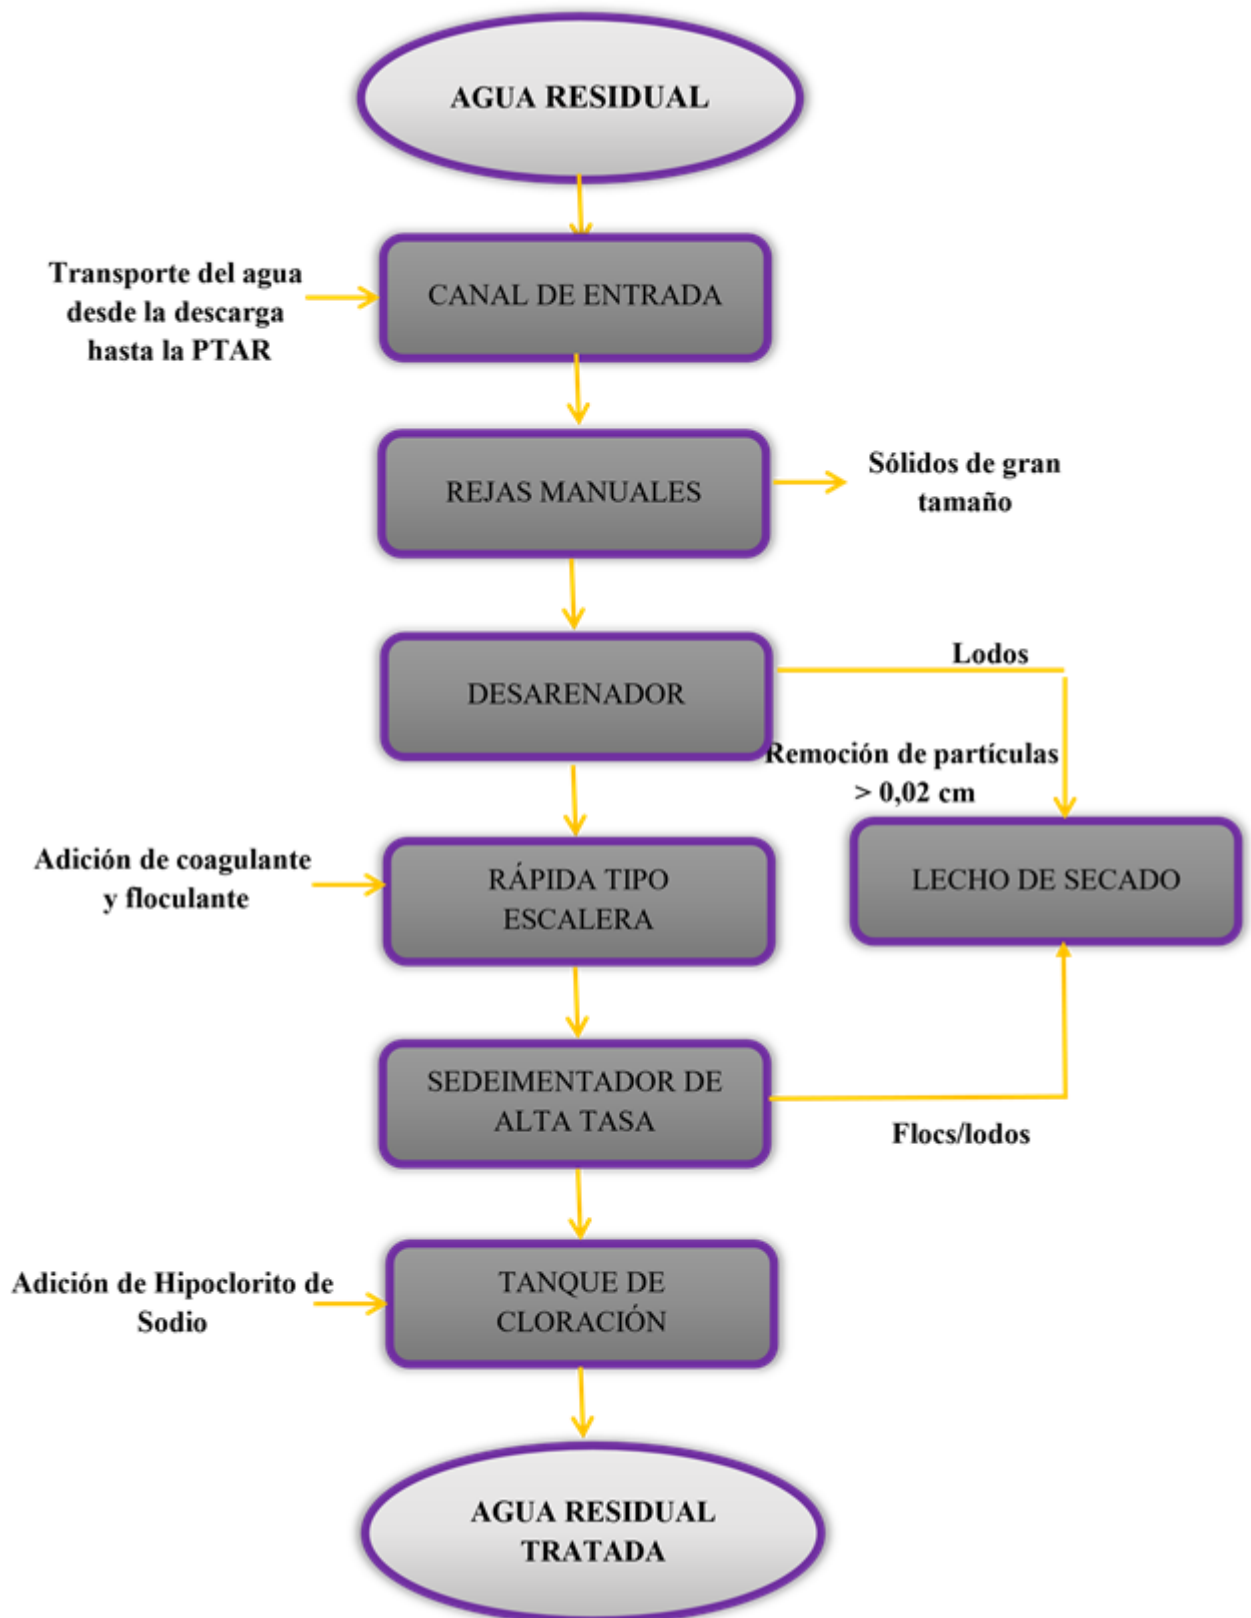 AGUA RESIDUAL
Transporte del agua
desde la descarga
hasta la PTAR
CANAL DE ENTRADA
REJAS MANUALES
Sólidos de gran
tamaño
DESARENADOR
Lodos
Remoción de partículas
> 0,02 cm
Adición de coagulante
y floculante
RÁPIDA TIPO
ESCALERA
LECHO DE SECADO
SEDEIMENTADOR DE
ALTA TASA
Flocs/lodos
Adición de Hipoclorito de
Sodio
TANQUE DE
CLORACIÓN
AGUA RESIDUAL
TRATADA